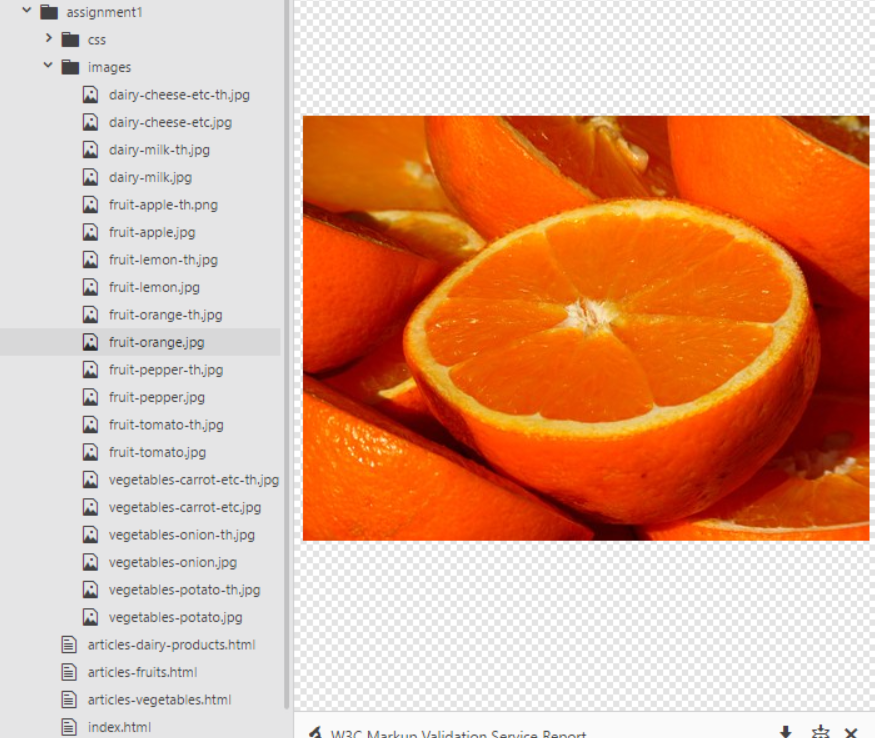 assignment1
css
images
dairy-cheese-etc-th.jpg
dairy-cheese-etc.jpg
dairy-milk-th.jpg
dairy-milk.jpg
fruit-apple-th.png
fruit-apple.jpg
fruit-lemon-th.jpg
fruit-lemon.jpg
fruit-orange-th.jpg
fruit-orange.jpg
fruit-pepper-th.jpg
fruit-pepper.jpg
fruit-tomato-th.jpg
fruit-tomato.jpg
vegetables-carrot-etc-th.jpg
vegetables-carrot-etc.jpg
vegetables-onion-th.jpg
vegetables-onion.jpg
vegetables-potato-th.jpg
vegetables-potato.jpg
articles-dairy-products.html
articles-fruits.html
articles-vegetables.html
index.html
W3C Markup Validation Service Report